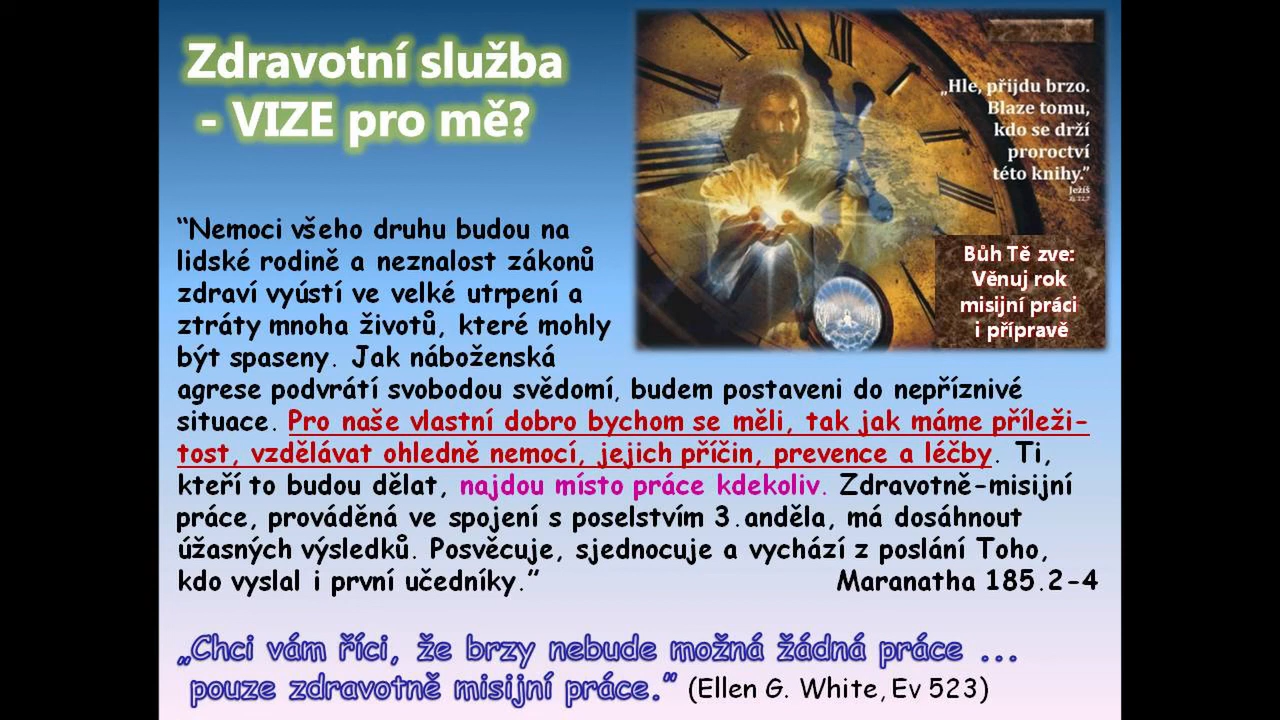 Zdravotní služba
- VIZE pro mě?
„Hle, přijdu brzo.
Blaze tomu,
kdo se drží
proroctví
této knihy.”
Ježíš
Zj 22,7
Bůh Tě zve:
Věnuj rok
misijní práci
i přípravě
“Nemoci všeho druhu budou na
lidské rodině a neznalost zákonů
zdraví vyústí ve velké utrpení a
ztráty mnoha životů, které mohly
být spaseny. Jak náboženská
agrese podvrátí svobodou svědomí, budem postaveni do nepříznivé
situace. Pro naše vlastní dobro bychom se měli, tak jak máme příleži-
tost, vzdělávat ohledně nemocí, jejich příčin, prevence a léčby. Ti,
kteří to budou dělat, najdou místo práce kdekoliv. Zdravotně-misijní
práce, prováděná ve spojení s poselstvím 3.anděla, má dosáhnout
úžasných výsledků. Posvěcuje, sjednocuje a vychází z poslání Toho,
kdo vyslal i první učedníky.” Maranatha 185.2-4
„Chci vám říci, že brzy nebude možná žádná práce ...
pouze zdravotně misijní práce.” (Ellen G. White, Ev 523)